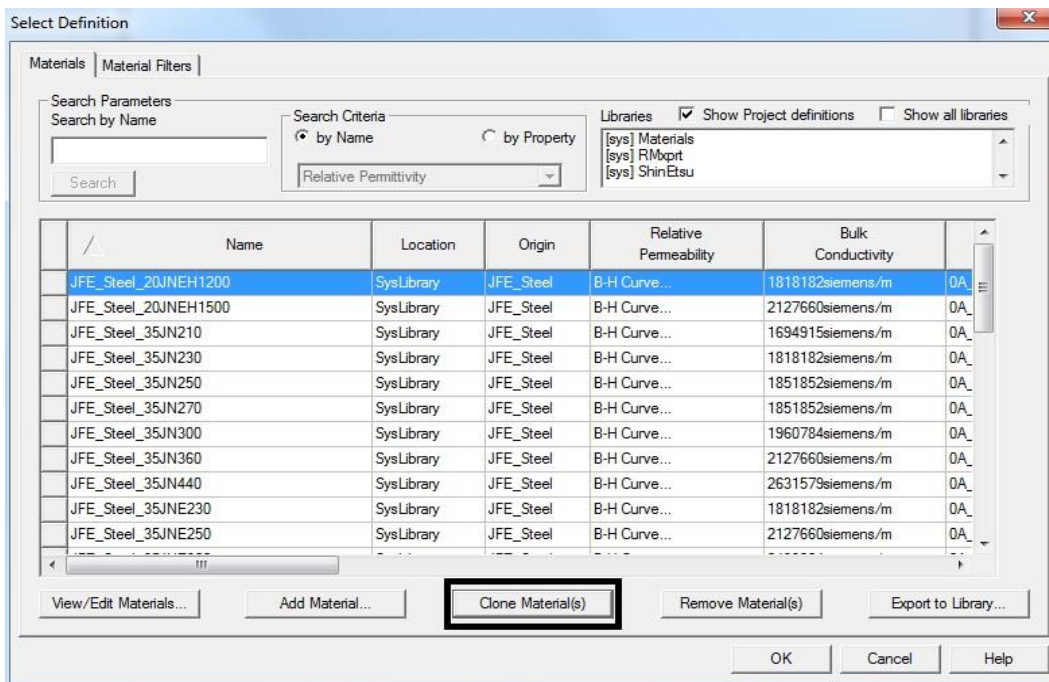 Select Definition
Materials
Material Filters
Search Parameters
Search by Name
Search
Search Criteria
by Name
by Property
Relative Permittivity
Libraries
Show Project definitions
Show all libraries
[sys] Materials
[sys] RMxprt
[sys] ShinEtsu
/ Name Location Origin Relative Permeability Bulk Conductivity
JFE_Steel_20JNEH1200 SysLibrary JFE_Steel B-H Curve... 1818182siemens/m 0A_
JFE_Steel_20JNEH1500 SysLibrary JFE_Steel B-H Curve... 2127660siemens/m 0A_
JFE_Steel_35JN210 SysLibrary JFE_Steel B-H Curve... 1694915siemens/m 0A_
JFE_Steel_35JN230 SysLibrary JFE_Steel B-H Curve... 1818182siemens/m 0A_
JFE_Steel_35JN250 SysLibrary JFE_Steel B-H Curve... 1851852siemens/m 0A_
JFE_Steel_35JN270 SysLibrary JFE_Steel B-H Curve... 1851852siemens/m 0A_
JFE_Steel_35JN300 SysLibrary JFE_Steel B-H Curve... 1960784siemens/m 0A_
JFE_Steel_35JN360 SysLibrary JFE_Steel B-H Curve... 2127660siemens/m 0A_
JFE_Steel_35JN440 SysLibrary JFE_Steel B-H Curve... 2631579siemens/m 0A_
JFE_Steel_35JNE230 SysLibrary JFE_Steel B-H Curve... 1818182siemens/m 0A_
JFE_Steel_35JNE250 SysLibrary JFE_Steel B-H Curve... 2127660siemens/m 0A_
View/Edit Materials... Add Material... Clone Material(s) Remove Material(s) Export to Library...
OK Cancel Help